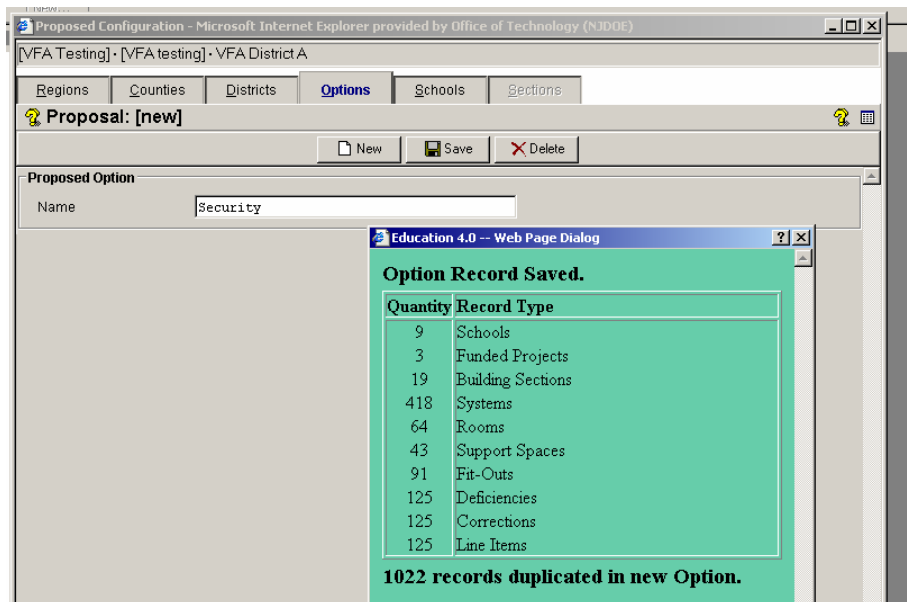 New...
Proposed Configuration - Microsoft Internet Explorer provided by Office of Technology (NJDOE)
[VFA Testing] · [VFA testing] · VFA District A
Regions Counties Districts Options Schools Sections
Proposal: [new]
New Save Delete
Proposed Option
Name Security
Education 4.0 -- Web Page Dialog
Option Record Saved.
Quantity Record Type
9 Schools
3 Funded Projects
19 Building Sections
418 Systems
64 Rooms
43 Support Spaces
91 Fit-Outs
125 Deficiencies
125 Corrections
125 Line Items
1022 records duplicated in new Option.